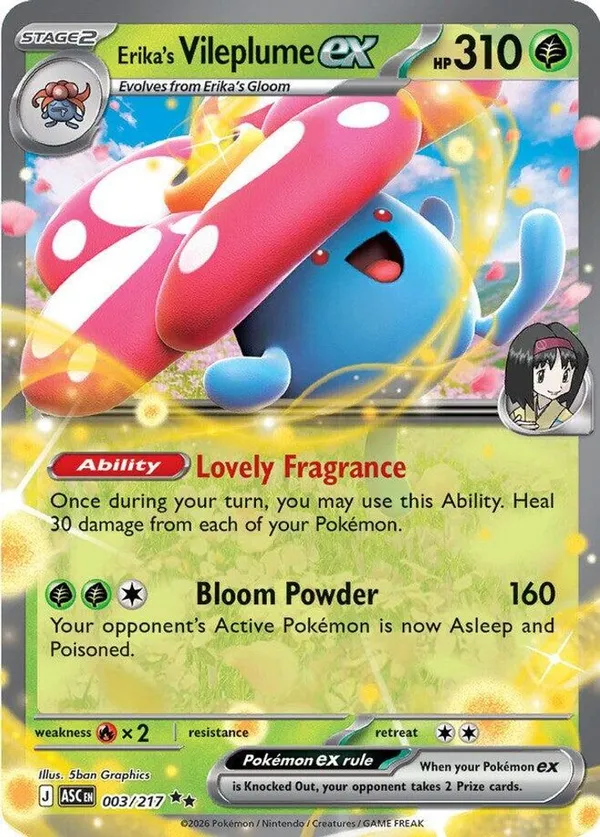 STAGE2
Erika's Vileplume ex HP 310
Evolves from Erika's Gloom
Ability Lovely Fragrance
Once during your turn, you may use this Ability. Heal
30 damage from each of your Pokémon.
Bloom Powder 160
Your opponent's Active Pokémon is now Asleep and
Poisoned.
weakness ×2 resistance retreat
Pokémon ex rule When your Pokémon ex
is Knocked Out, your opponent takes 2 Prize cards.
Illus. 5ban Graphics
J ASC EN 003/217
©2026 Pokémon / Nintendo / Creatures / GAME FREAK